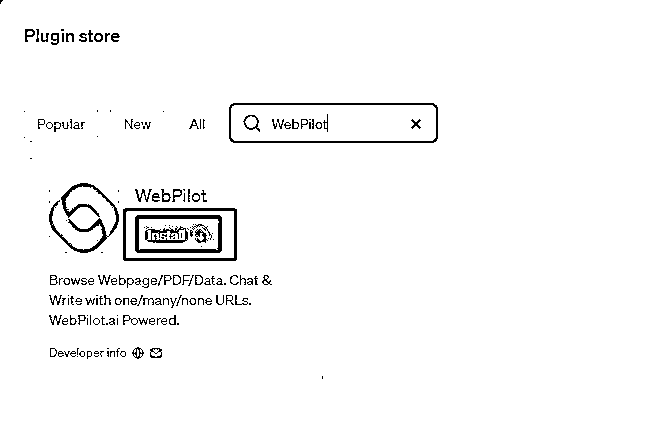 Plugin store
Popular New All WebPilot
WebPilot
Install
Browse Webpage/PDF/Data. Chat &
Write with one/many/none URLs.
WebPilot.ai Powered.
Developer info